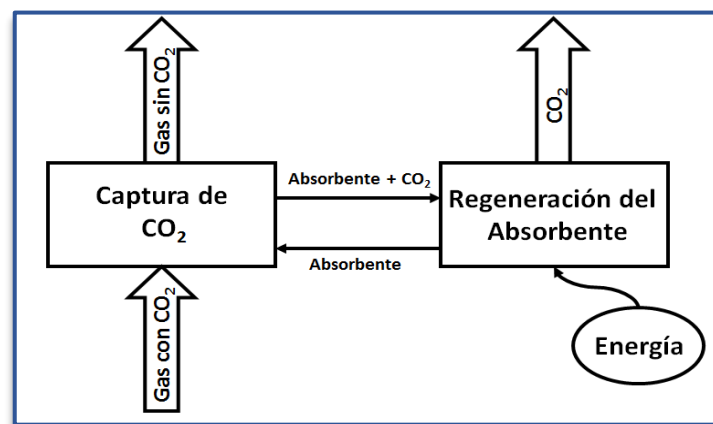 Gas sin CO₂
CO₂
Captura de
CO₂
Absorbente + CO₂
Absorbente
Regeneración del
Absorbente
Gas con CO₂
Energía